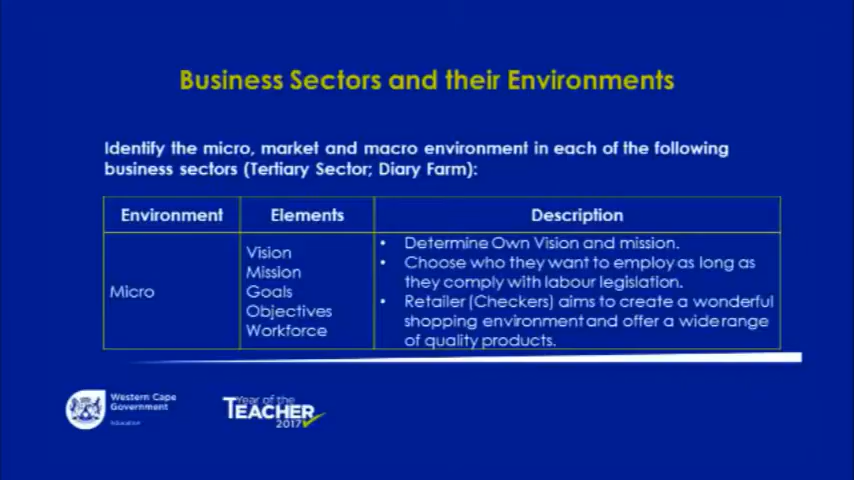 Business Sectors and their Environments
Identify the micro, market and macro environment in each of the following
business sectors (Tertiary Sector; Diary Farm):
Environment
Elements
Description
Micro
Vision
Mission
Goals
Objectives
Workforce
• Determine Own Vision and mission.
• Choose who they want to employ as long as
they comply with labour legislation.
• Retailer (Checkers) aims to create a wonderful
shopping environment and offer a wide range
of quality products.
Western Cape
Government
Education
Year of the
TEACHER
2017